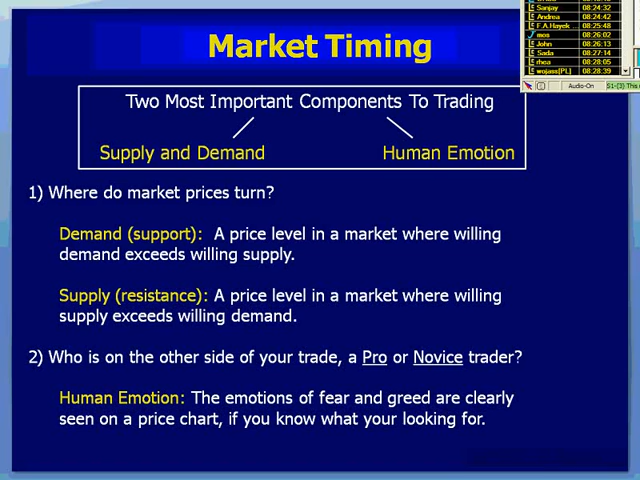 Market Timing
Sanjay 08:24:32
Andrea 08:24:42
F.A.Hayek 08:25:48
mos 08:26:02
John 08:26:13
Sada 08:27:14
rhea 08:28:05
wojass[PL] 08:28:39
Audio-On
S1-(3) This
Two Most Important Components To Trading
Supply and Demand Human Emotion
1) Where do market prices turn?
Demand (support): A price level in a market where willing
demand exceeds willing supply.
Supply (resistance): A price level in a market where willing
supply exceeds willing demand.
2) Who is on the other side of your trade, a Pro or Novice trader?
Human Emotion: The emotions of fear and greed are clearly
seen on a price chart, if you know what your looking for.